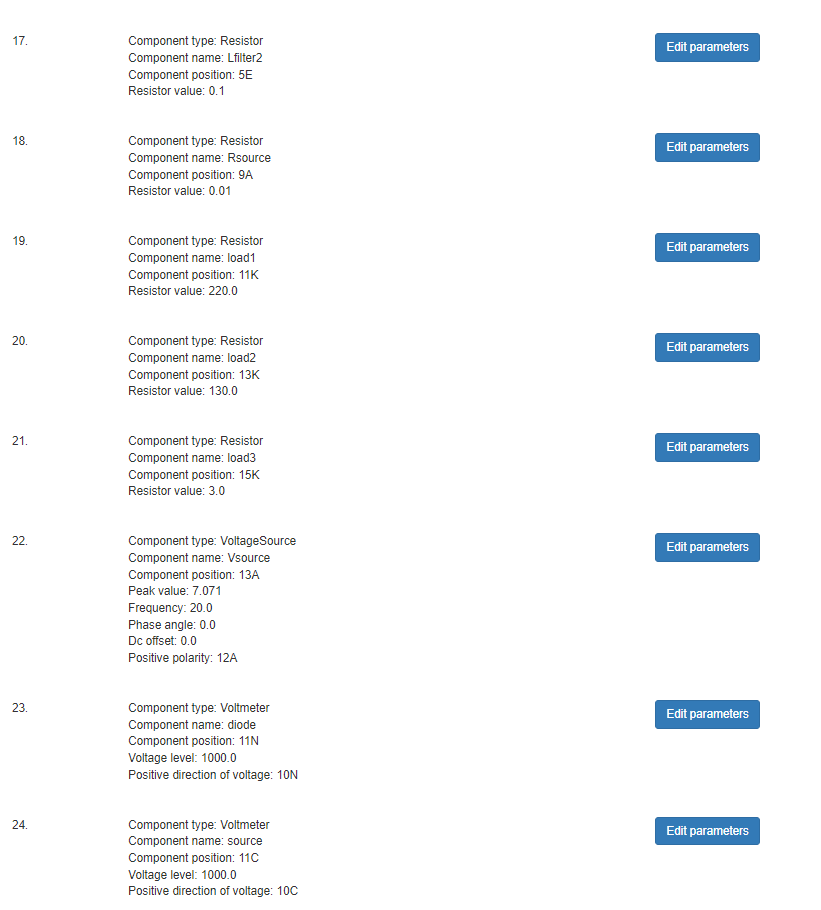 17.
Component type: Resistor
Edit parameters
Component name: Lfilter2
Component position: 5E
Resistor value: 0.1
18.
Component type: Resistor
Edit parameters
Component name: Rsource
Component position: 9A
Resistor value: 0.01
19.
Component type: Resistor
Edit parameters
Component name: load1
Component position: 11K
Resistor value: 220.0
20.
Component type: Resistor
Edit parameters
Component name: load2
Component position: 13K
Resistor value: 130.0
21.
Component type: Resistor
Edit parameters
Component name: load3
Component position: 15K
Resistor value: 3.0
22.
Component type: VoltageSource
Edit parameters
Component name: Vsource
Component position: 13A
Peak value: 7.071
Frequency: 20.0
Phase angle: 0.0
Dc offset: 0.0
Positive polarity: 12A
23.
Component type: Voltmeter
Edit parameters
Component name: diode
Component position: 11N
Voltage level: 1000.0
Positive direction of voltage: 10N
24.
Component type: Voltmeter
Edit parameters
Component name: source
Component position: 11C
Voltage level: 1000.0
Positive direction of voltage: 10C